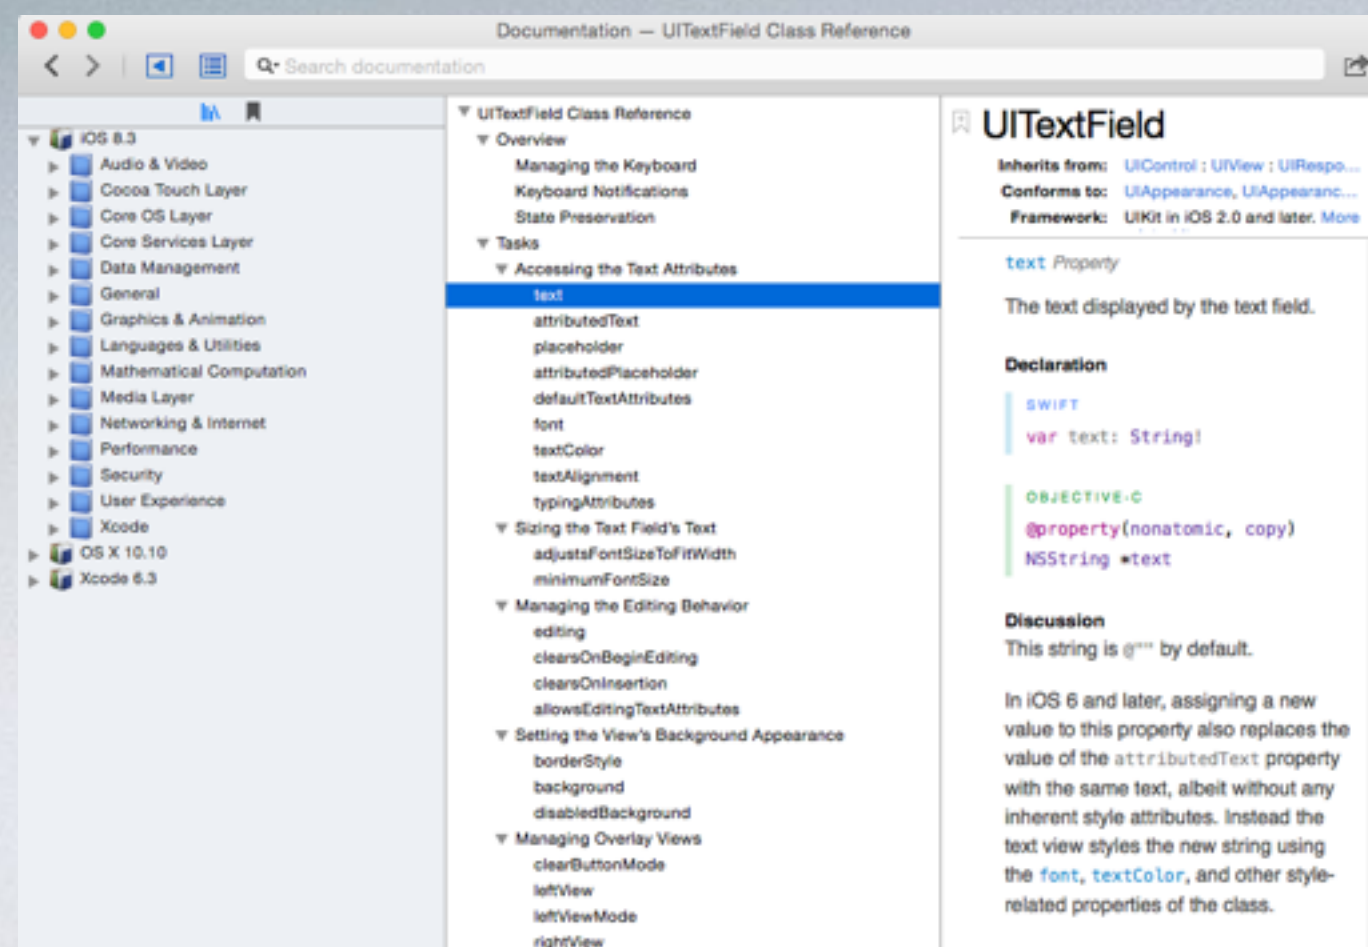 Documentation — UITextField Class Reference
Search documentation
iOS 8.3
Audio & Video
Cocoa Touch Layer
Core OS Layer
Core Services Layer
Data Management
General
Graphics & Animation
Languages & Utilities
Mathematical Computation
Media Layer
Networking & Internet
Performance
Security
User Experience
Xcode
OS X 10.10
Xcode 6.3
UITextField Class Reference
Overview
Managing the Keyboard
Keyboard Notifications
State Preservation
Tasks
Accessing the Text Attributes
text
attributedText
placeholder
attributedPlaceholder
defaultTextAttributes
font
textColor
textAlignment
typingAttributes
Sizing the Text Field's Text
adjustsFontSizeToFitWidth
minimumFontSize
Managing the Editing Behavior
editing
clearsOnBeginEditing
clearsOnInsertion
allowsEditingTextAttributes
Setting the View's Background Appearance
borderStyle
background
disabledBackground
Managing Overlay Views
clearButtonMode
leftView
leftViewMode
rightView
UITextField
Inherits from: UIControl : UIView : UIRespo...
Conforms to: UIAppearance, UIAppearanc...
Framework: UIKit in iOS 2.0 and later. More
text Property
The text displayed by the text field.
Declaration
SWIFT
var text: String!
OBJECTIVE-C
@property(nonatomic, copy)
NSString *text
Discussion
This string is @"" by default.
In iOS 6 and later, assigning a new
value to this property also replaces the
value of the attributedText property
with the same text, albeit without any
inherent style attributes. Instead the
text view styles the new string using
the font, textColor, and other style-
related properties of the class.